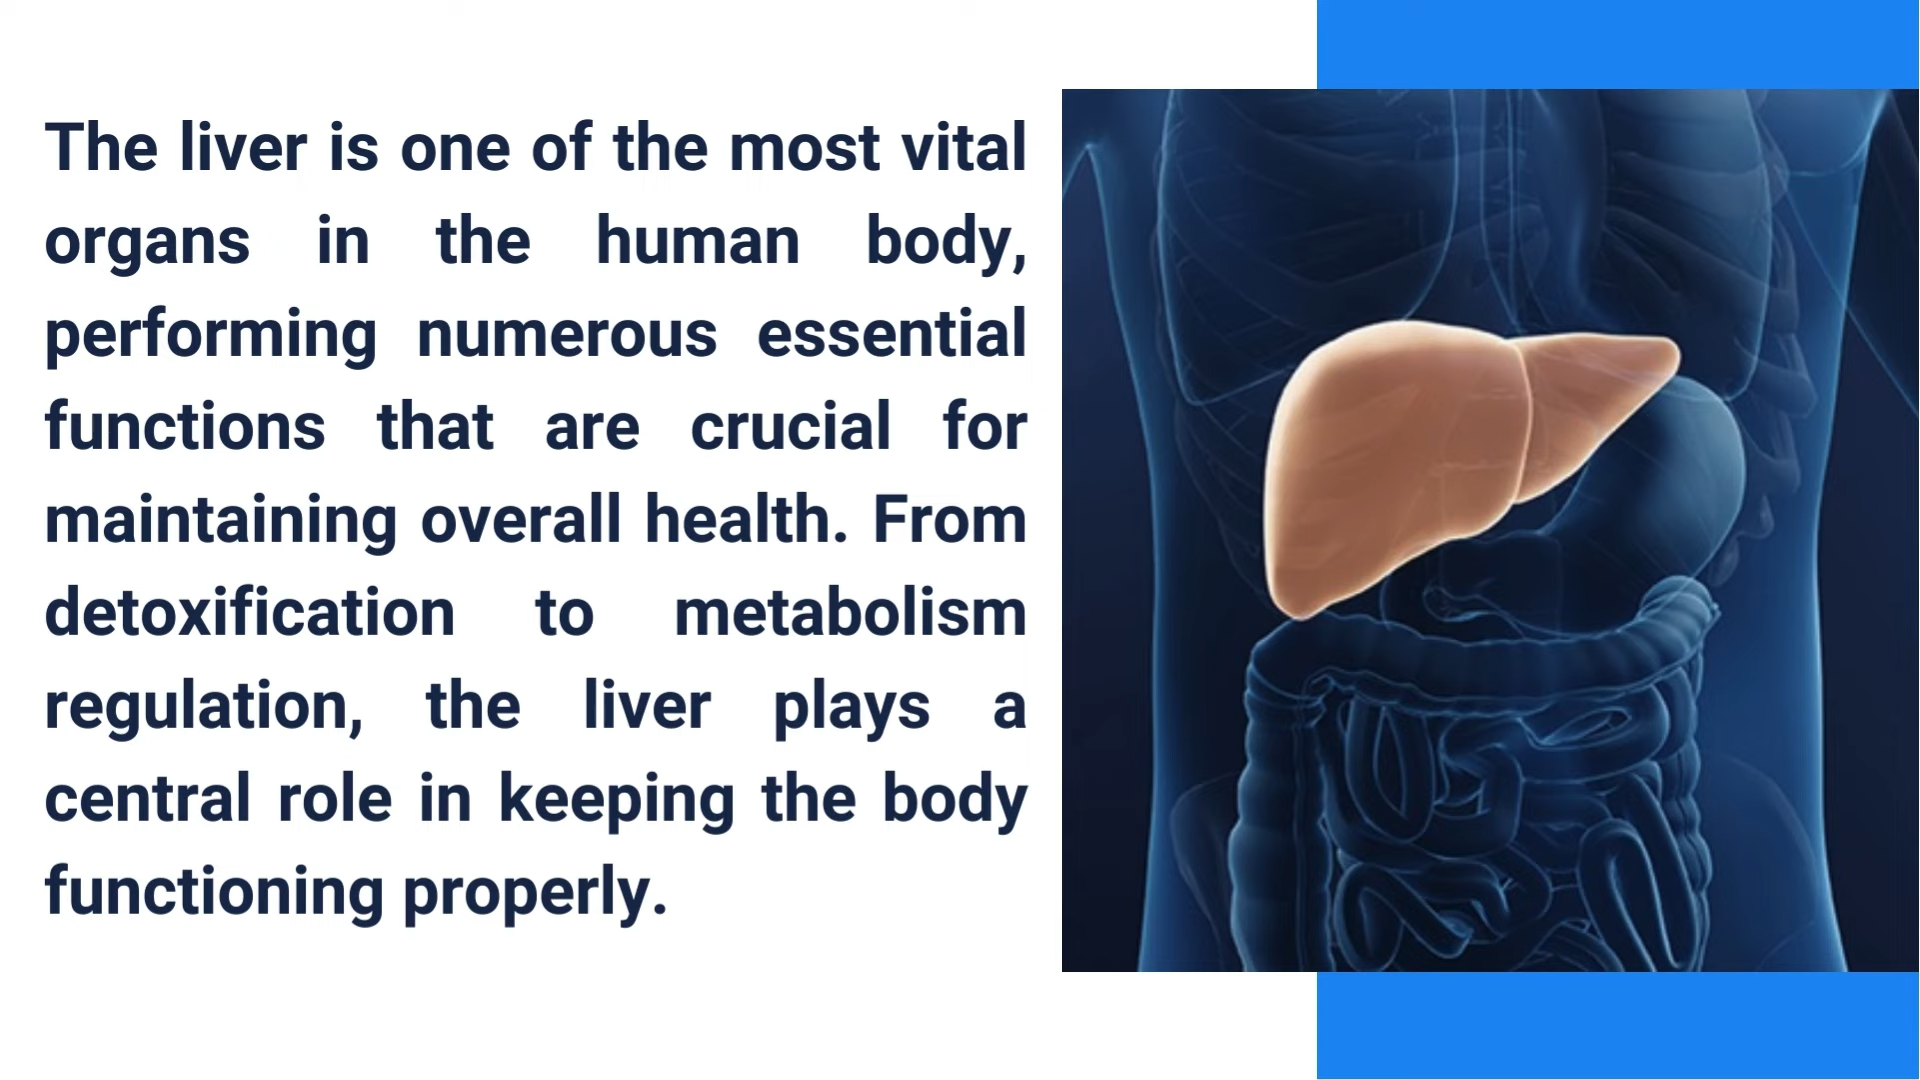 The liver is one of the most vital
organs in the human body,
performing numerous essential
functions that are crucial for
maintaining overall health. From
detoxification to metabolism
regulation, the liver plays a
central role in keeping the body
functioning properly.